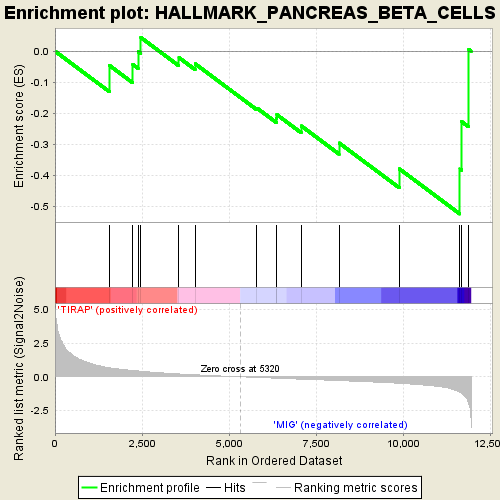 Enrichment plot: HALLMARK_PANCREAS_BETA_CELLS
Enrichment score (ES)
0.0
-0.1
-0.2
-0.3
-0.4
-0.5
'TIRAP' (positively correlated)
Ranked list metric (Signal2Noise)
5.0
2.5
0.0
-2.5
Zero cross at 5320
'MIG' (negatively correlated)
0
2,500
5,000
7,500
10,000
12,500
Rank in Ordered Dataset
Enrichment profile
Hits
Ranking metric scores